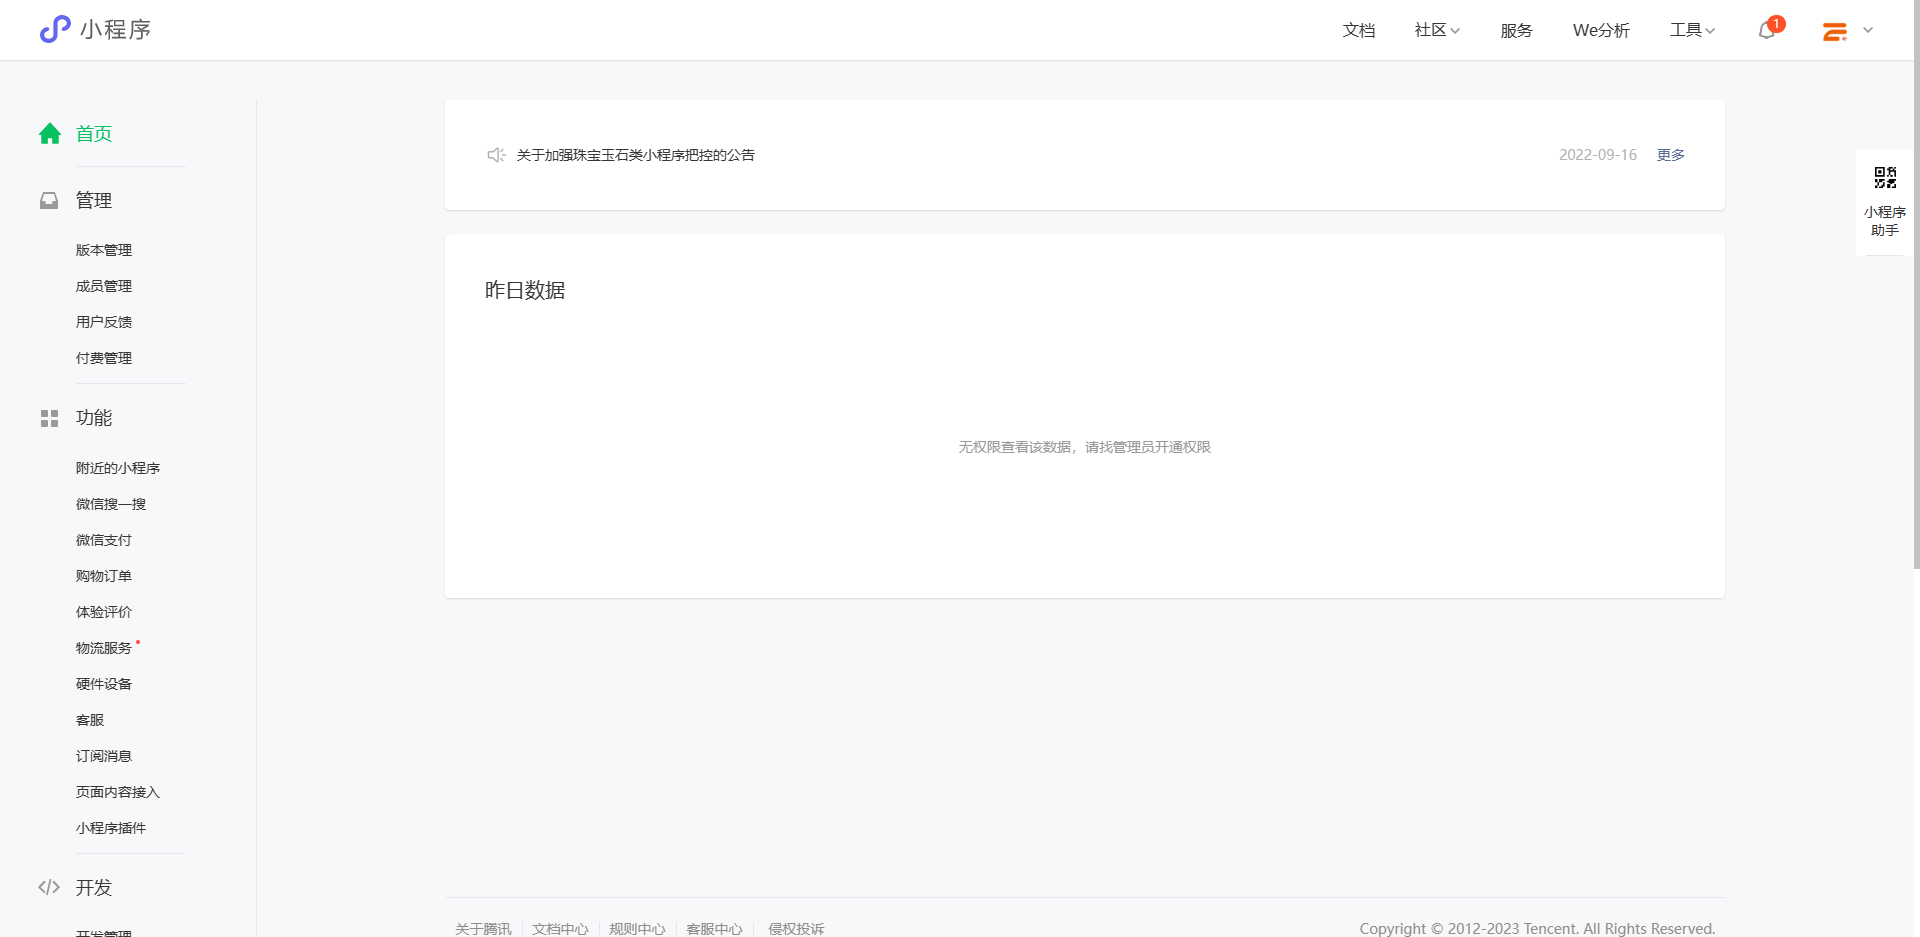 小程序
文档
社区
服务
We分析
工具
1
首页
管理
版本管理
成员管理
用户反馈
付费管理
功能
附近的小程序
微信搜一搜
微信支付
购物订单
体验评价
物流服务
硬件设备
客服
订阅消息
页面内容接入
小程序插件
开发
开发管理
关于加强珠宝玉石类小程序把控的公告
2022-09-16
更多
昨日数据
无权限查看该数据，请找管理员开通权限
小程序
助手
关于腾讯
文档中心
规则中心
客服中心
侵权投诉
Copyright © 2012-2023 Tencent. All Rights Reserved.